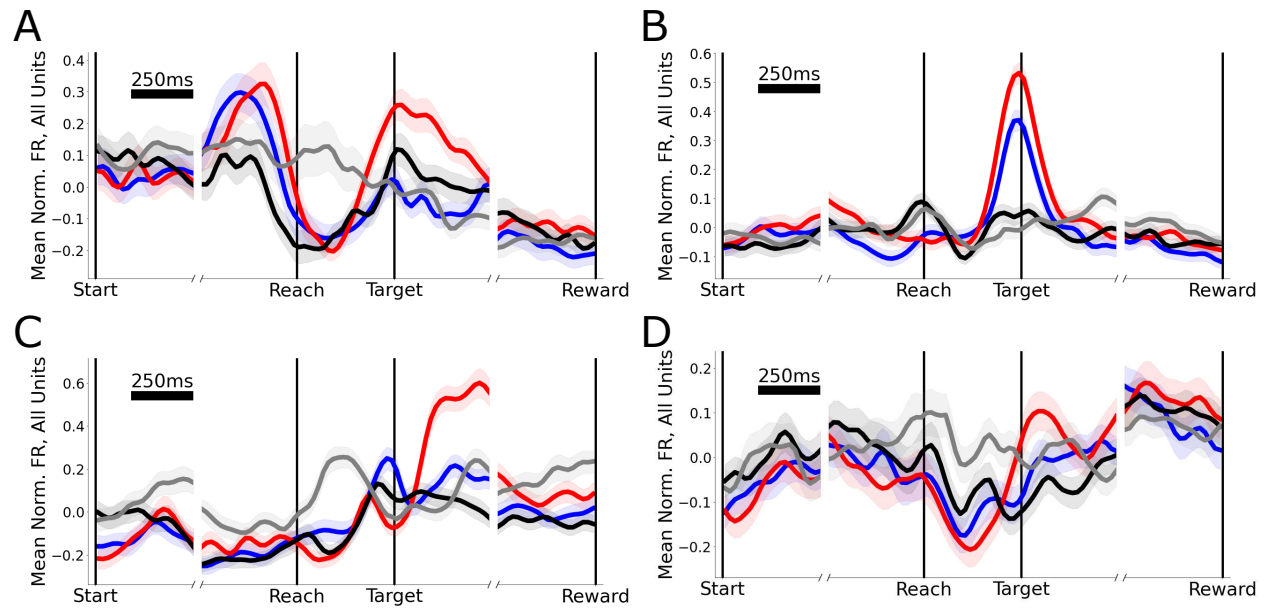 A
Mean Norm. FR, All Units
0.4
0.3
0.2
0.1
0.0
−0.1
−0.2
250ms
Start
Reach
Target
Reward
B
Mean Norm. FR, All Units
0.6
0.5
0.4
0.3
0.2
0.1
0.0
−0.1
250ms
Start
Reach
Target
Reward
C
Mean Norm. FR, All Units
0.6
0.4
0.2
0.0
−0.2
250ms
Start
Reach
Target
Reward
D
Mean Norm. FR, All Units
0.2
0.1
0.0
−0.1
−0.2
250ms
Start
Reach
Target
Reward